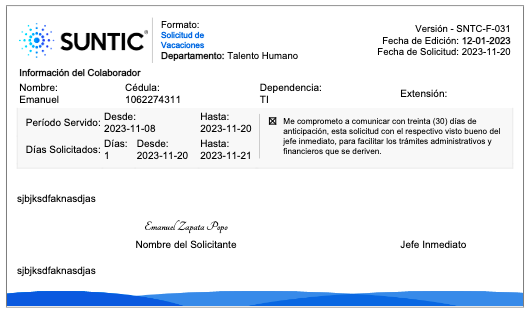 SUNTIC®
Formato:
Solicitud de
Vacaciones
Departamento: Talento Humano
Versión - SNTC-F-031
Fecha de Edición: 12-01-2023
Fecha de Solicitud: 2023-11-20
Información del Colaborador
Nombre:
Emanuel
Cédula:
1062274311
Dependencia:
TI
Extensión:
Período Servido:
Desde:
2023-11-08
Hasta:
2023-11-20
Días Solicitados:
Días:
1
Desde:
2023-11-20
Hasta:
2023-11-21
☒ Me comprometo a comunicar con treinta (30) días de
anticipación, esta solicitud con el respectivo visto bueno del
jefe inmediato, para facilitar los trámites administrativos y
financieros que se deriven.
sjbjksdfaknasdjas
Emanuel Zapata Popo
Nombre del Solicitante
Jefe Inmediato
sjbjksdfaknasdjas